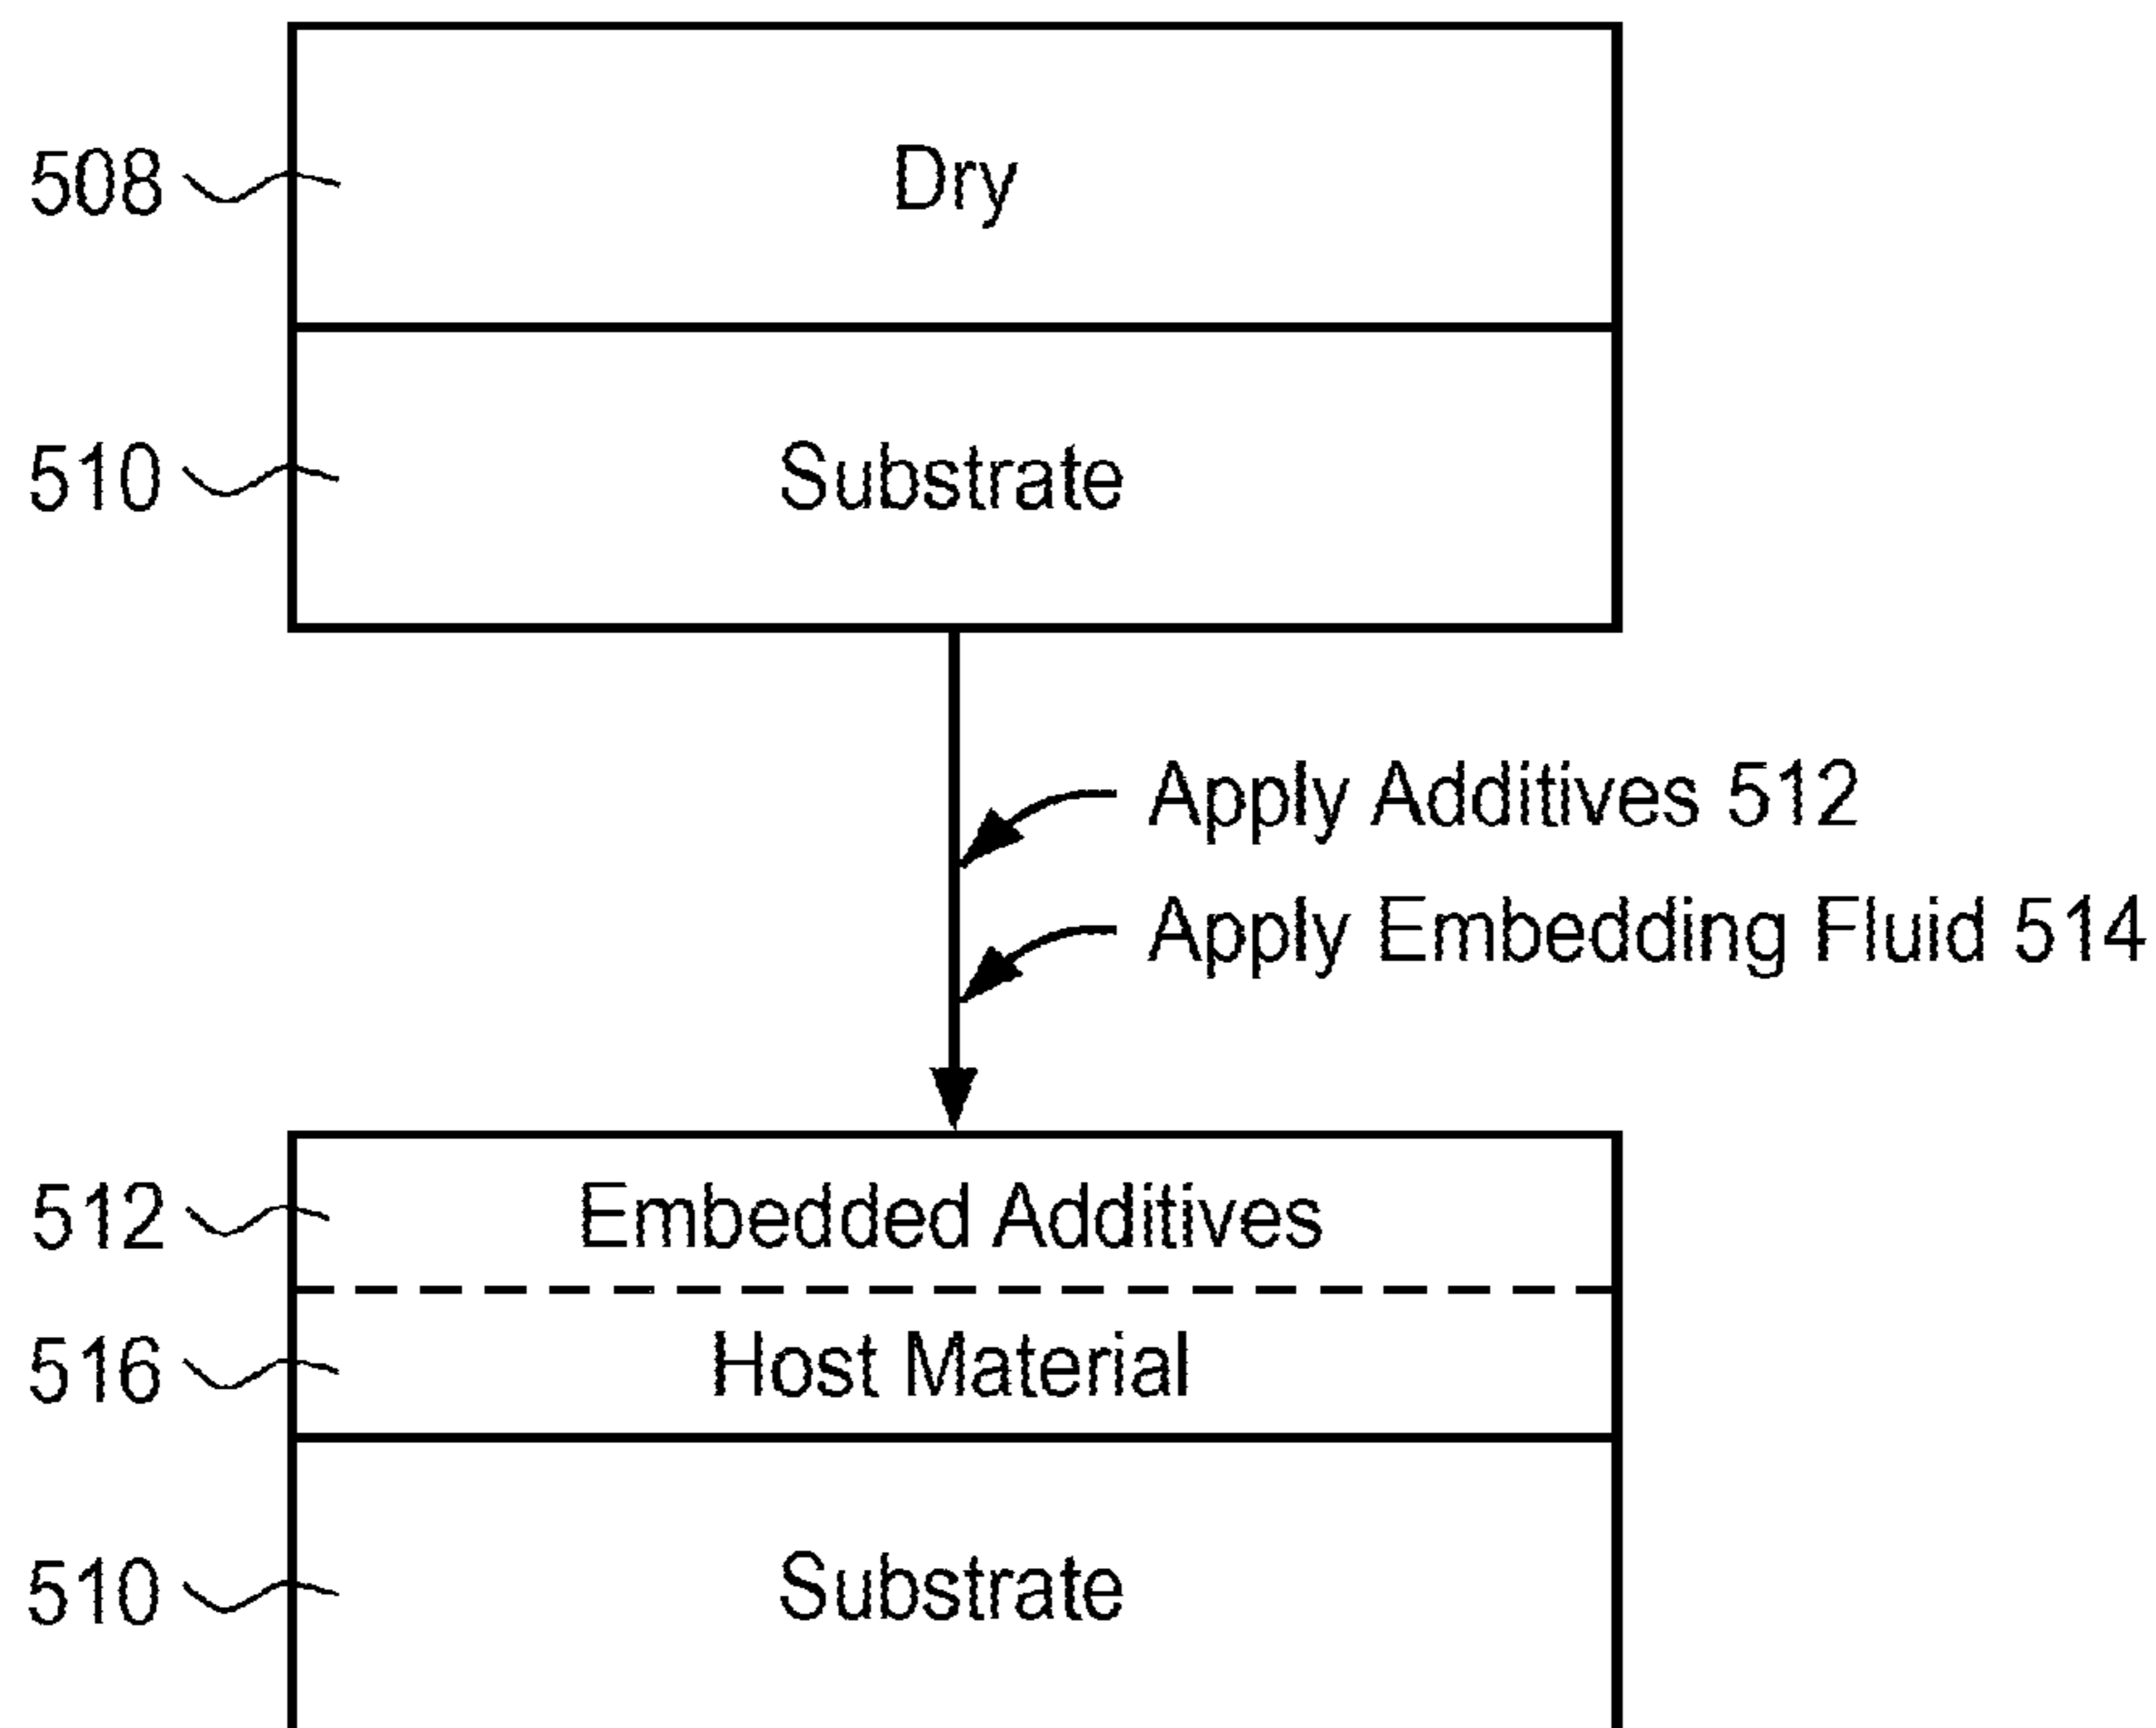 508 Dry
510 Substrate
Apply Additives 512
Apply Embedding Fluid 514
512 Embedded Additives
516 Host Material
510 Substrate